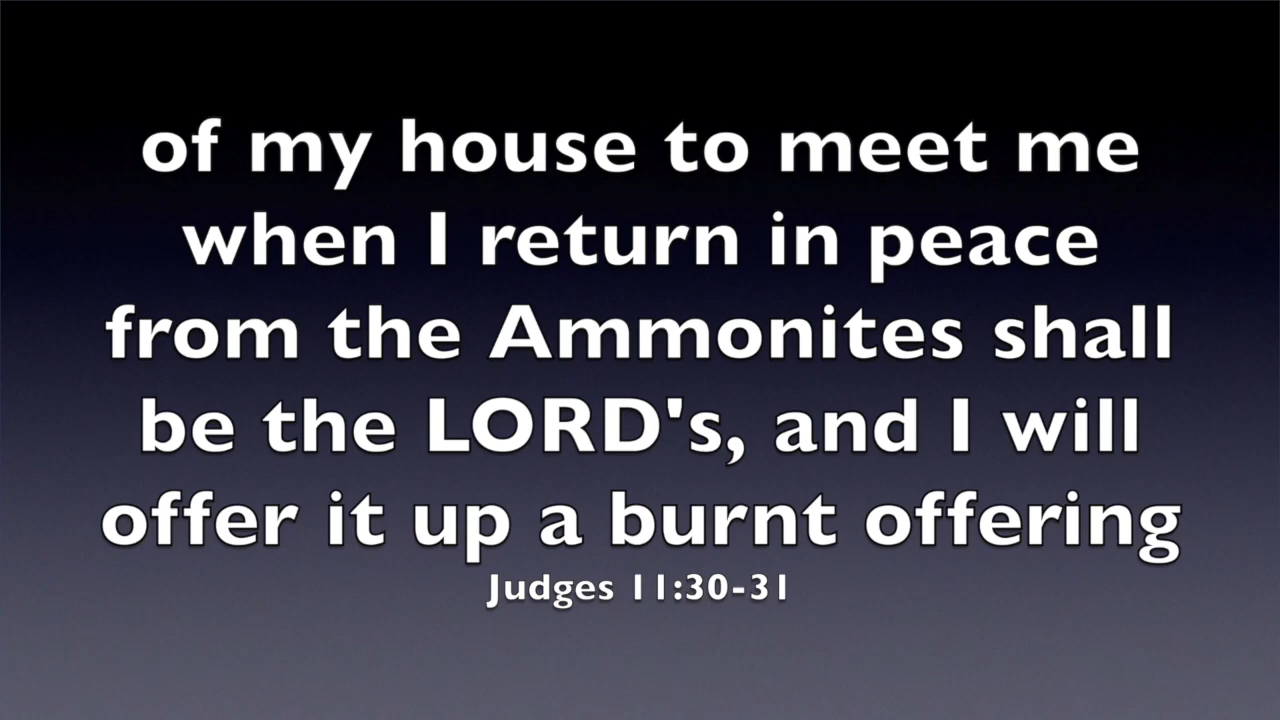 of my house to meet me
when I return in peace
from the Ammonites shall
be the LORD's, and I will
offer it up a burnt offering
Judges 11:30-31